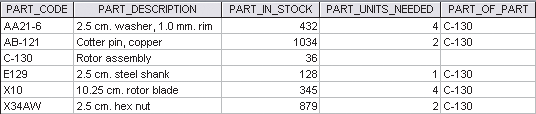 PART_CODE PART_DESCRIPTION PART_IN_STOCK PART_UNITS_NEEDED PART_OF_PART
AA21-6 2.5 cm. washer, 1.0 mm. rim 432 4 C-130
AB-121 Cotter pin, copper 1034 2 C-130
C-130 Rotor assembly 36
E129 2.5 cm. steel shank 128 1 C-130
X10 10.25 cm. rotor blade 345 4 C-130
X34AW 2.5 cm. hex nut 879 2 C-130